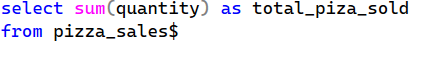 select sum(quantity) as total_piza_sold
from pizza_sales$